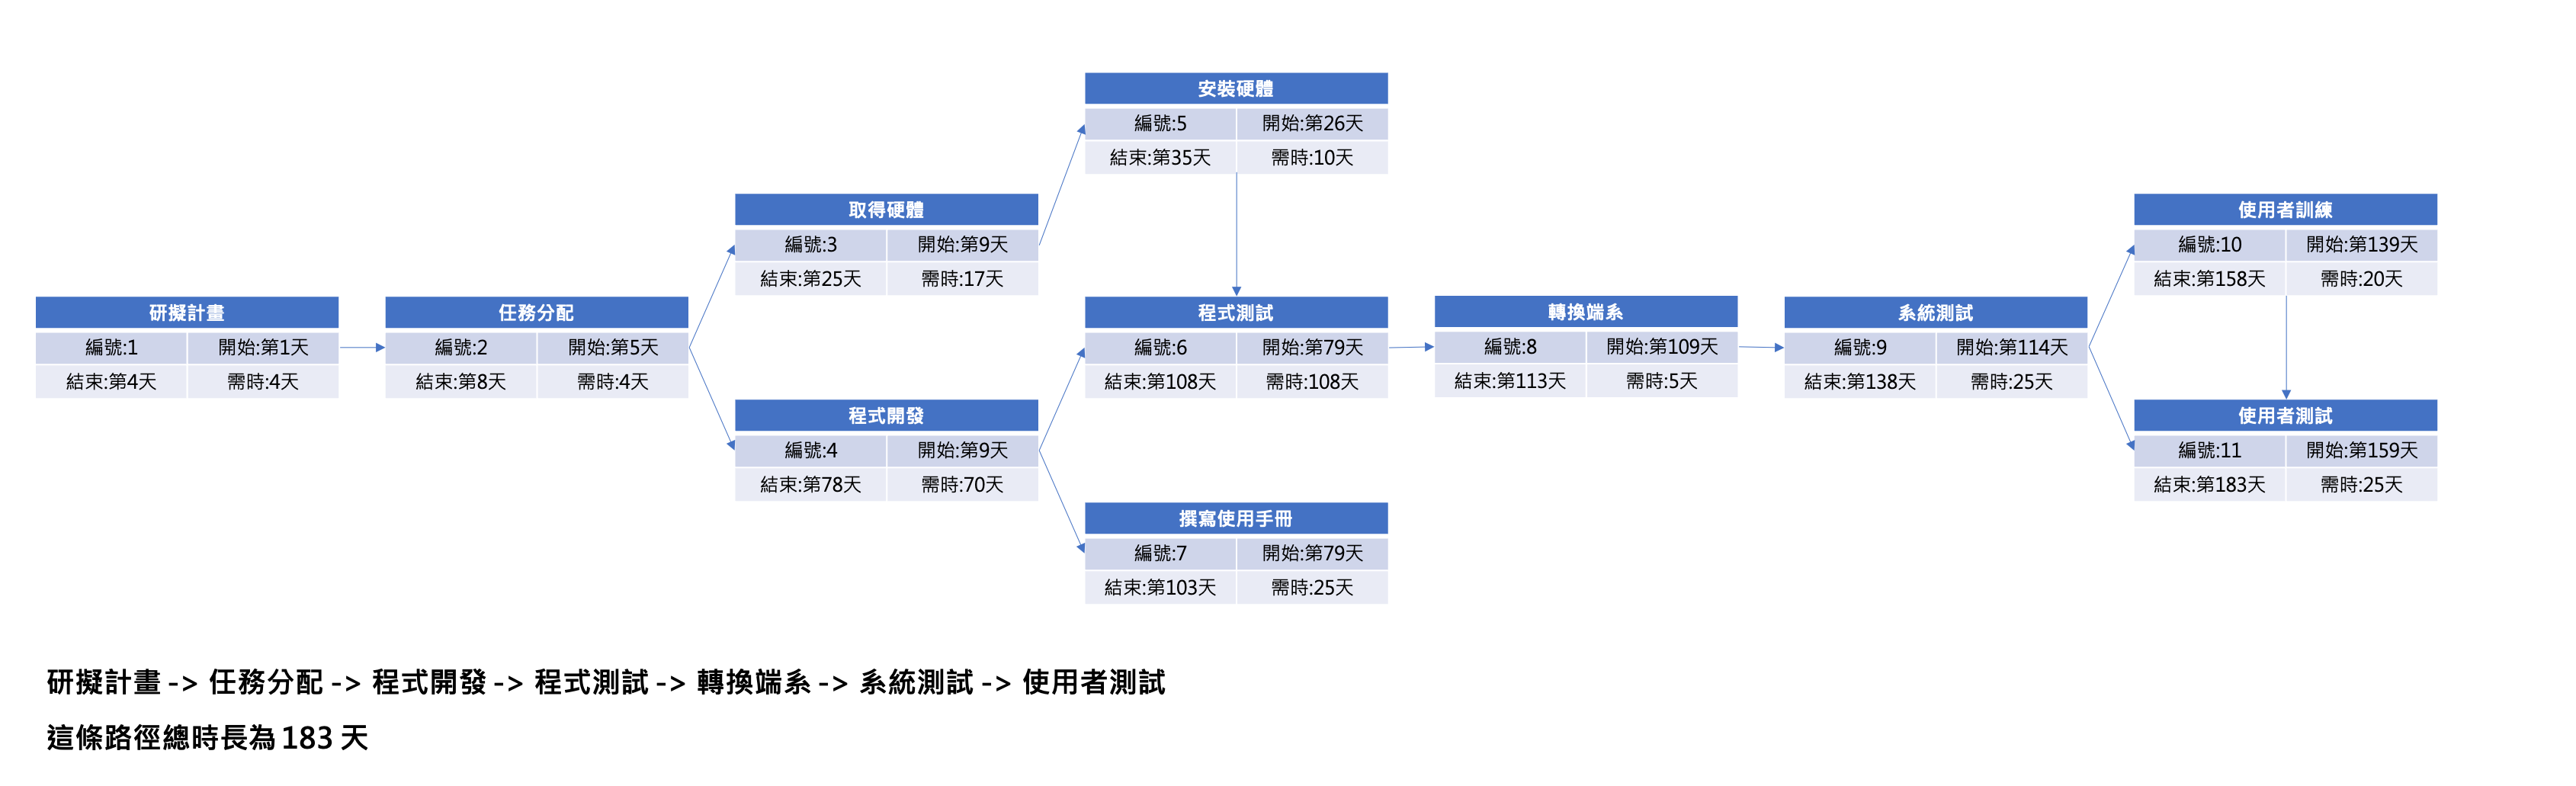 研擬計畫
編號:1 開始:第1天
結束:第4天 需時:4天
任務分配
編號:2 開始:第5天
結束:第8天 需時:4天
取得硬體
編號:3 開始:第9天
結束:第25天 需時:17天
程式開發
編號:4 開始:第9天
結束:第78天 需時:70天
安裝硬體
編號:5 開始:第26天
結束:第35天 需時:10天
程式測試
編號:6 開始:第79天
結束:第108天 需時:108天
撰寫使用手冊
編號:7 開始:第79天
結束:第103天 需時:25天
轉換端系
編號:8 開始:第109天
結束:第113天 需時:5天
系統測試
編號:9 開始:第114天
結束:第138天 需時:25天
使用者訓練
編號:10 開始:第139天
結束:第158天 需時:20天
使用者測試
編號:11 開始:第159天
結束:第183天 需時:25天
研擬計畫 -> 任務分配 -> 程式開發 -> 程式測試 -> 轉換端系 -> 系統測試 -> 使用者測試
這條路徑總時長為 183 天